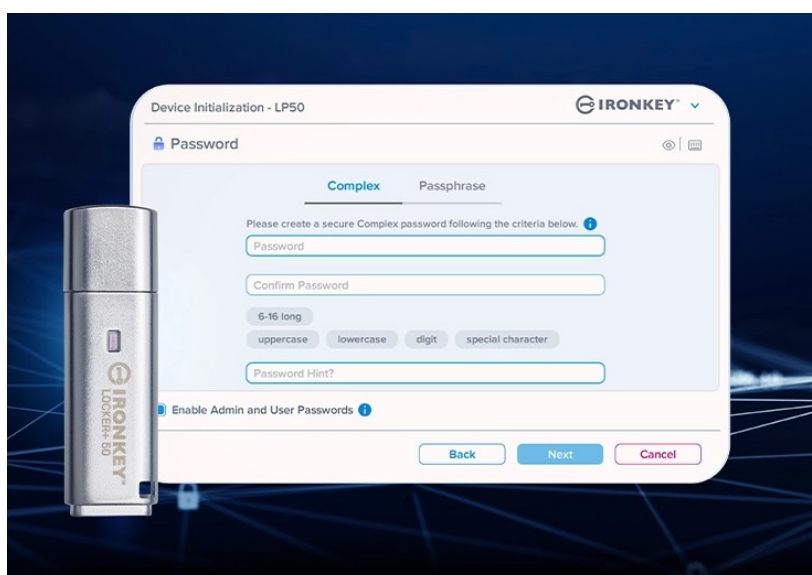 Device Initialization - LP50
IRONKEY
Password
Complex Passphrase
Please create a secure Complex password following the criteria below.
Password
Confirm Password
6-16 long
uppercase lowercase digit special character
Password Hint?
Enable Admin and User Passwords
Back Next Cancel
IRONKEY
LOCKER+ 50